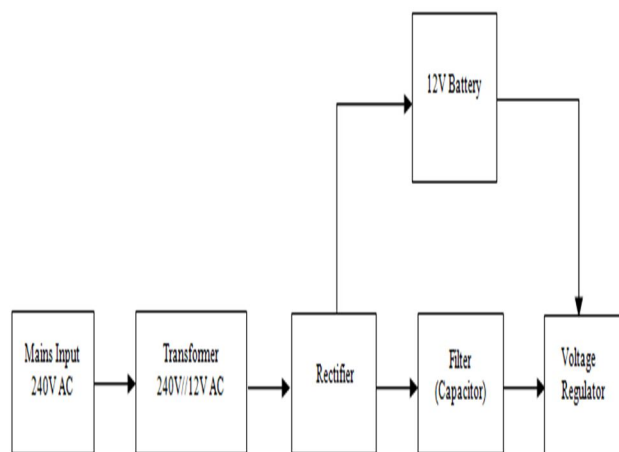 12V Battery
Mains Input
240V AC
Transformer
240V//12V AC
Rectifier
Filter
(Capacitor)
Voltage
Regulator